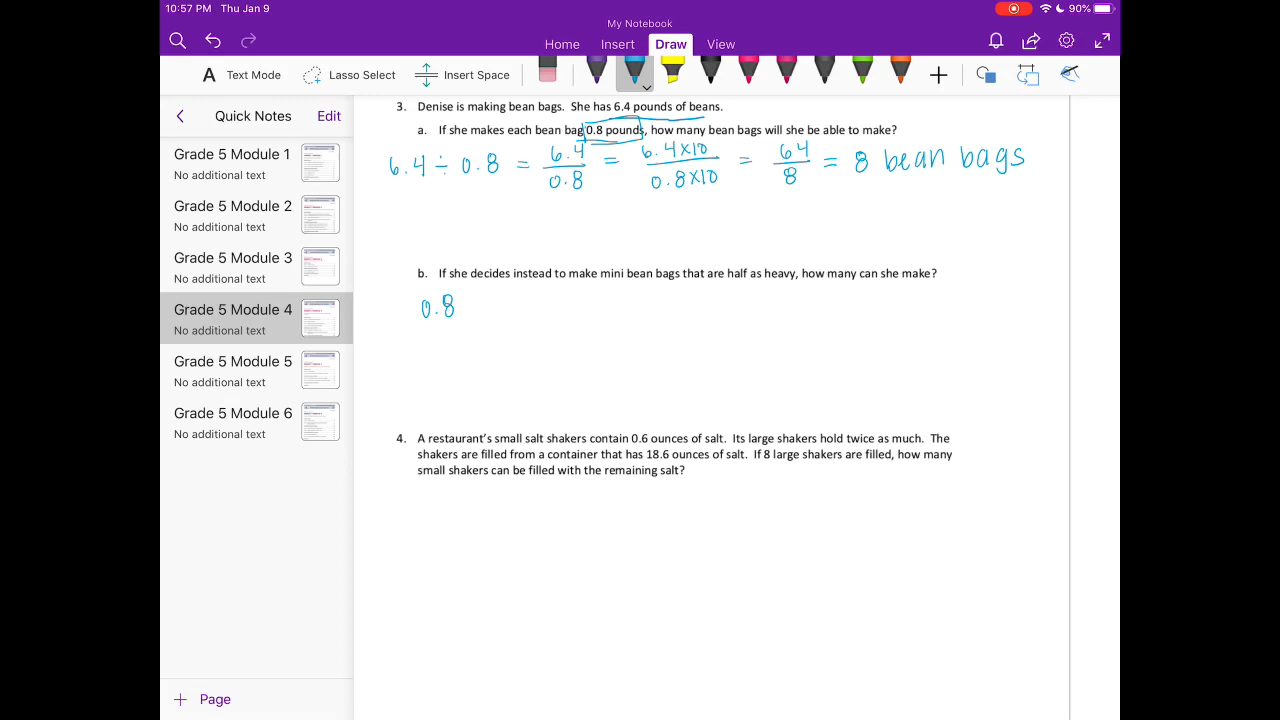 10:57 PM Thu Jan 9
90%
My Notebook
Home Insert Draw View
Text Mode Lasso Select Insert Space
Quick Notes Edit
Grade 5 Module 1
No additional text
Grade 5 Module 2
No additional text
Grade 5 Module 3
No additional text
Grade 5 Module 4
No additional text
Grade 5 Module 5
No additional text
Grade 5 Module 6
No additional text
Page
3. Denise is making bean bags. She has 6.4 pounds of beans.
a. If she makes each bean bag 0.8 pounds, how many bean bags will she be able to make?
6.4 ÷ 0.8 = 6.4/0.8 = 6.4×10/0.8×10 = 64/8 = 8 bean bags
b. If she decides instead to make mini bean bags that are half as heavy, how many can she make?
0.8
4. A restaurant's small salt shakers contain 0.6 ounces of salt. Its large shakers hold twice as much. The
shakers are filled from a container that has 18.6 ounces of salt. If 8 large shakers are filled, how many
small shakers can be filled with the remaining salt?